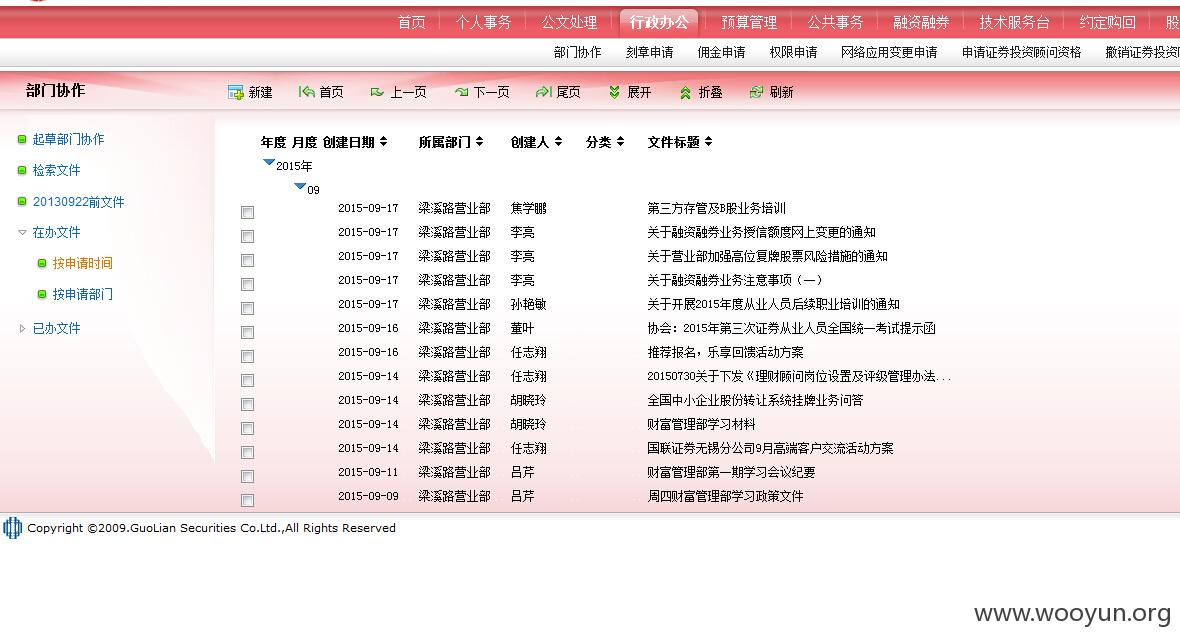 首页 个人事务 公文处理 行政办公 预算管理 公共事务 融资融券 技术服务台 约定购回 股
部门协作 刻章申请 佣金申请 权限申请 网络应用变更申请 申请证券投资顾问资格 撤销证券投资
部门协作
新建 首页 上一页 下一页 尾页 展开 折叠 刷新
起草部门协作
检索文件
20130922前文件
在办文件
按申请时间
按申请部门
已办文件
年度 月度 创建日期 所属部门 创建人 分类 文件标题
2015年
09
2015-09-17 梁溪路营业部 焦学鹏 第三方存管及B股业务培训
2015-09-17 梁溪路营业部 李亮 关于融资融券业务授信额度网上变更的通知
2015-09-17 梁溪路营业部 李亮 关于营业部加强高位复牌股票风险措施的通知
2015-09-17 梁溪路营业部 李亮 关于融资融券业务注意事项（一）
2015-09-17 梁溪路营业部 孙艳敏 关于开展2015年度从业人员后续职业培训的通知
2015-09-16 梁溪路营业部 董叶 协会：2015年第三次证券从业人员全国统一考试提示函
2015-09-16 梁溪路营业部 任志翔 推荐报名，乐享回馈活动方案
2015-09-14 梁溪路营业部 任志翔 20150730关于下发《理财顾问岗位设置及评级管理办法...
2015-09-14 梁溪路营业部 胡晓玲 全国中小企业股份转让系统挂牌业务问答
2015-09-14 梁溪路营业部 胡晓玲 财富管理部学习材料
2015-09-14 梁溪路营业部 任志翔 国联证券无锡分公司9月高端客户交流活动方案
2015-09-11 梁溪路营业部 吕芹 财富管理部第一期学习会议纪要
2015-09-09 梁溪路营业部 吕芹 周四财富管理部学习政策文件
Copyright ©2009.GuoLian Securities Co.Ltd.,All Rights Reserved
www.wooyun.org